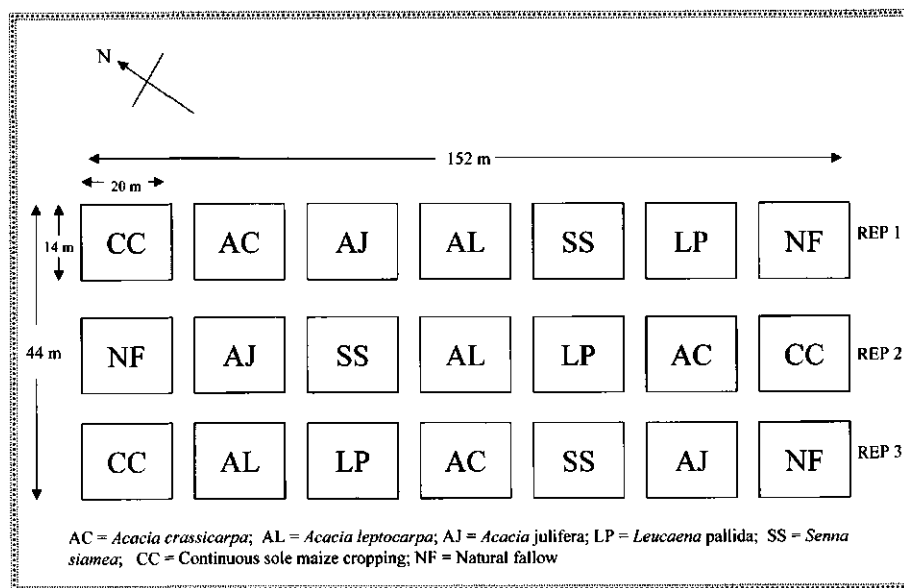 N
152 m
20 m
14 m
CC AC AJ AL SS LP NF REP 1
44 m
NF AJ SS AL LP AC CC REP 2
CC AL LP AC SS AJ NF REP 3
AC = Acacia crassicarpa; AL = Acacia leptocarpa; AJ = Acacia julifera; LP = Leucaena pallida; SS = Senna
siamea; CC = Continuous sole maize cropping; NF = Natural fallow